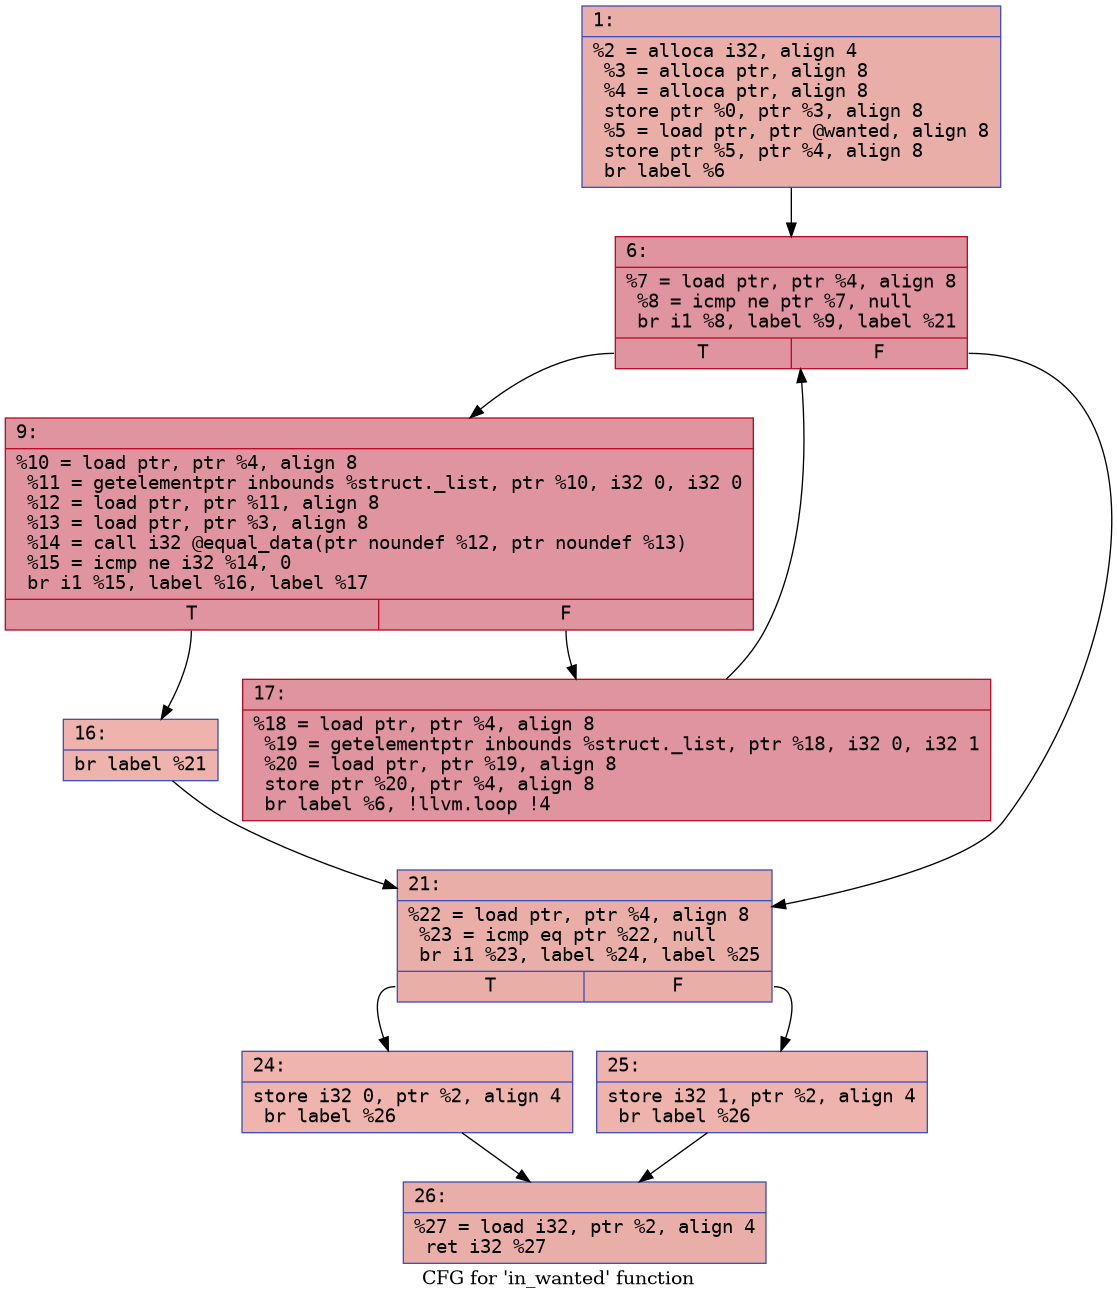 1:
%2 = alloca i32, align 4
%3 = alloca ptr, align 8
%4 = alloca ptr, align 8
store ptr %0, ptr %3, align 8
%5 = load ptr, ptr @wanted, align 8
store ptr %5, ptr %4, align 8
br label %6
6:
%7 = load ptr, ptr %4, align 8
%8 = icmp ne ptr %7, null
br i1 %8, label %9, label %21
T F
9:
%10 = load ptr, ptr %4, align 8
%11 = getelementptr inbounds %struct._list, ptr %10, i32 0, i32 0
%12 = load ptr, ptr %11, align 8
%13 = load ptr, ptr %3, align 8
%14 = call i32 @equal_data(ptr noundef %12, ptr noundef %13)
%15 = icmp ne i32 %14, 0
br i1 %15, label %16, label %17
T F
16:
br label %21
17:
%18 = load ptr, ptr %4, align 8
%19 = getelementptr inbounds %struct._list, ptr %18, i32 0, i32 1
%20 = load ptr, ptr %19, align 8
store ptr %20, ptr %4, align 8
br label %6, !llvm.loop !4
21:
%22 = load ptr, ptr %4, align 8
%23 = icmp eq ptr %22, null
br i1 %23, label %24, label %25
T F
24:
store i32 0, ptr %2, align 4
br label %26
25:
store i32 1, ptr %2, align 4
br label %26
26:
%27 = load i32, ptr %2, align 4
ret i32 %27
CFG for 'in_wanted' function